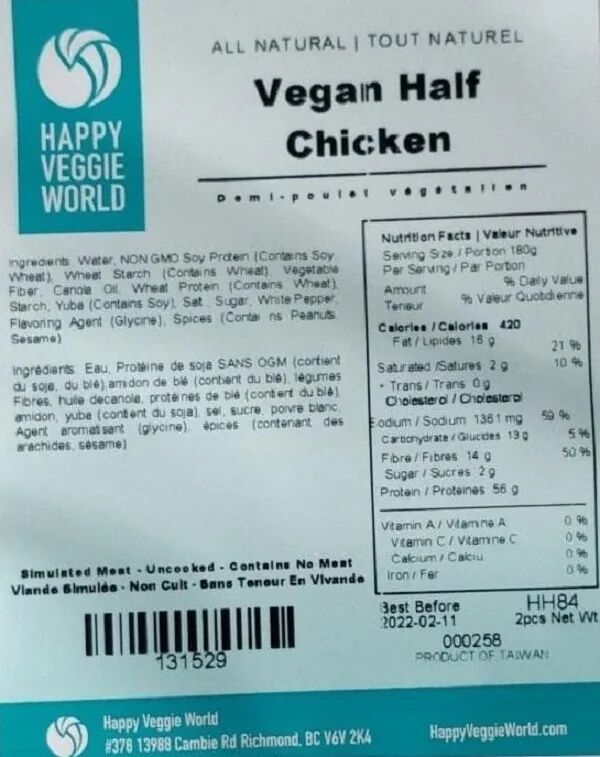 ALL NATURAL | TOUT NATUREL
HAPPY
VEGGIE
WORLD
Vegan Half
Chicken
Demi-poulet végétalien
Ingredients Water, NON GMO Soy Protein (Contains Soy,
Wheat), Wheat Starch (Contains Wheat), Vegetable
Fiber, Canola Oil, Wheat Protein (Contains Wheat),
Starch, Yuba (Contains Soy), Salt, Sugar, White Pepper,
Flavoring Agent (Glycine), Spices (Contains Peanuts,
Sesame)
Ingrédients Eau, Protéine de soja SANS OGM (contient
du soja, du blé), amidon de blé (contient du blé), légumes
Fibres, huile decanola, protéines de blé (contient du blé),
amidon, yuba (contient du soja), sel, sucre, poivre blanc,
Agent aromatisant (glycine), épices (contenant des
arachides, sésame)
Nutrition Facts | Valeur Nutritive
Serving Size / Portion 180g
Per Serving / Par Portion
Amount % Daily Value
Teneur % Valeur Quotidienne
Calories / Calories 420
Fat / Lipides 16 g 21 %
Saturated /Satures 2 g 10 %
+ Trans / Trans 0 g
Cholesterol / Cholesterol
Sodium / Sodium 1361 mg 59 %
Carbohydrate / Glucides 13 g 5 %
Fibre / Fibres 14 g 50 %
Sugar / Sucres 2 g
Protein / Proteines 56 g
Vitamin A / Vitamine A 0 %
Vitamin C / Vitamine C 0 %
Calcium / Calciu 0 %
Iron / Fer 0 %
Simulated Meat - Uncooked - Contains No Meat
Viande Simulée - Non Cuit - Sans Teneur En Viande
131529
Best Before HH84
2022-02-11 2pcs Net Wt
000258
PRODUCT OF TAIWAN
Happy Veggie World
#378 13988 Cambie Rd Richmond, BC V6V 2K4
HappyVeggieWorld.com